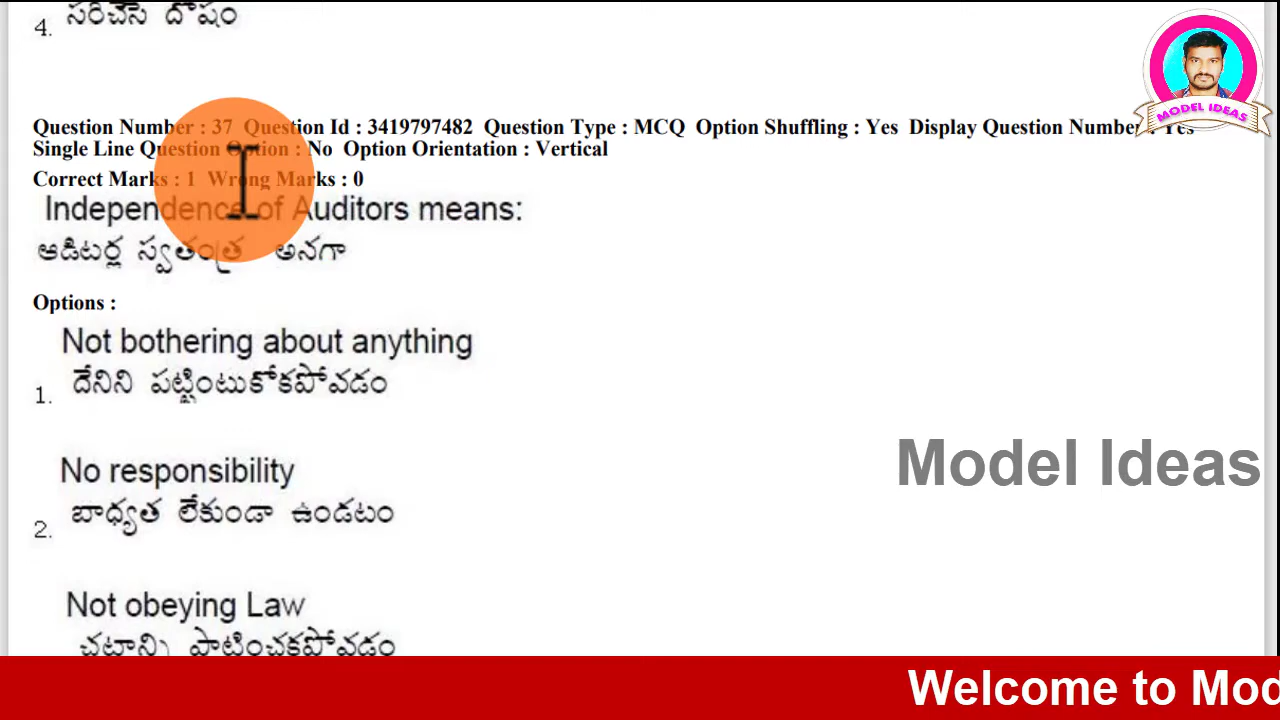 సరిచేసే దోషం
4.
MODEL IDEAS
Question Number : 37 Question Id : 3419797482 Question Type : MCQ Option Shuffling : Yes Display Question Number : Yes
Single Line Question Option : No Option Orientation : Vertical
Correct Marks : 1 Wrong Marks : 0
Independence of Auditors means:
ఆడిటర్ల స్వతంత్ర అనగా
Options :
Not bothering about anything
దేనిని పట్టింటుకోకపోవడం
1.
No responsibility
బాధ్యత లేకుండా ఉండటం
2.
Model Ideas
Not obeying Law
చట్టాన్ని పాటించకపోవడం
Welcome to Mod